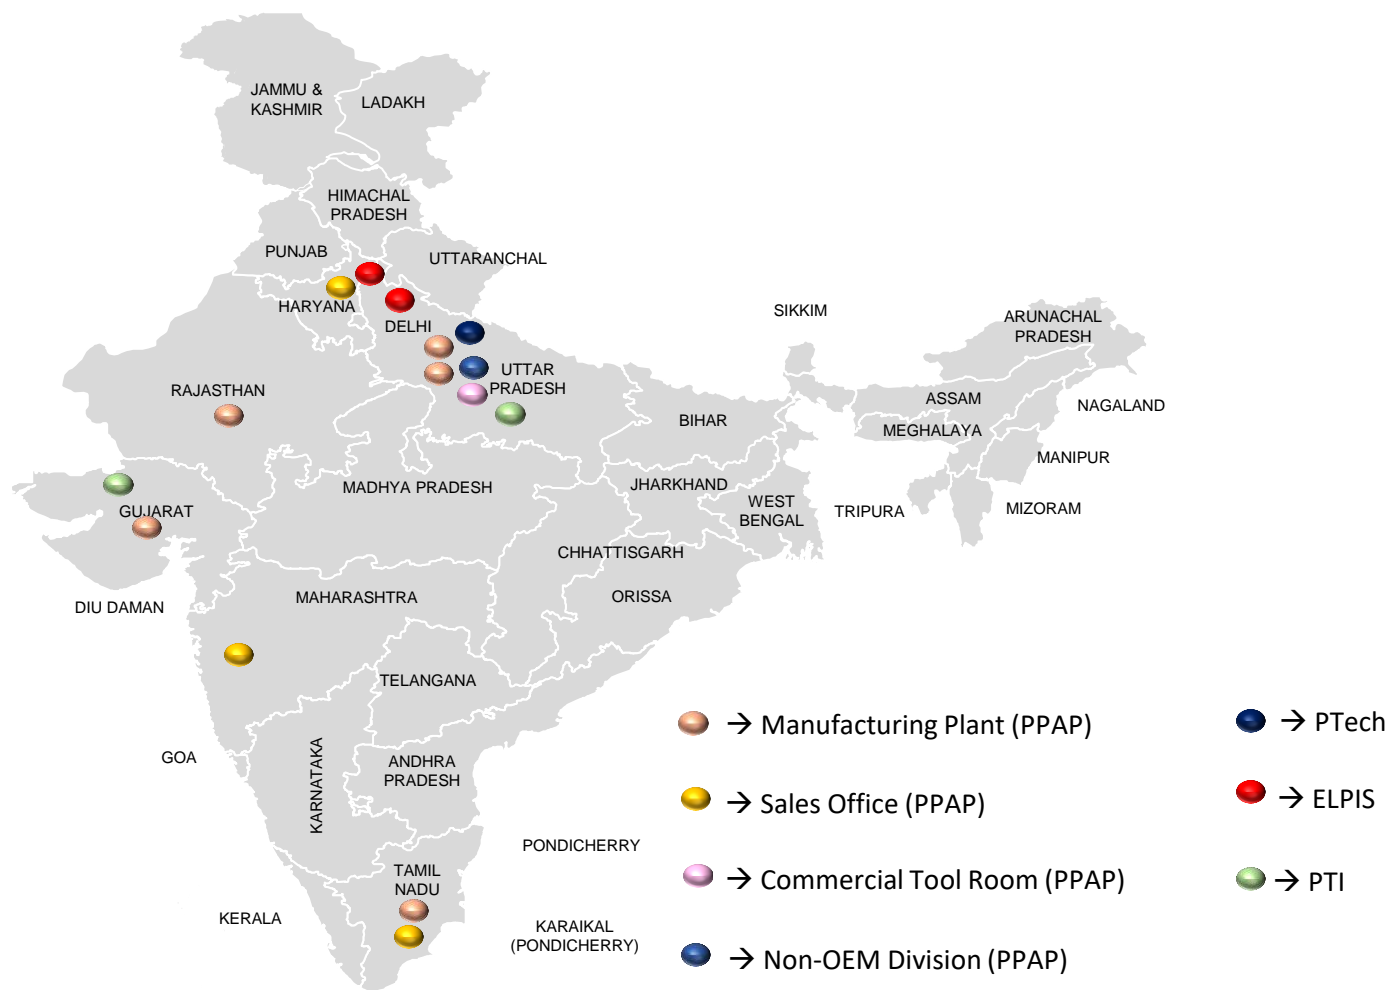 JAMMU &
KASHMIR
LADAKH
HIMACHAL
PRADESH
PUNJAB
UTTARANCHAL
HARYANA
DELHI
SIKKIM
ARUNACHAL
PRADESH
UTTAR
PRADESH
RAJASTHAN
ASSAM
NAGALAND
BIHAR
MEGHALAYA
MANIPUR
MADHYA PRADESH
JHARKHAND
WEST
BENGAL
TRIPURA
MIZORAM
GUJARAT
CHHATTISGARH
DIU DAMAN
MAHARASHTRA
ORISSA
TELANGANA
GOA
KARNATAKA
ANDHRA
PRADESH
PONDICHERRY
TAMIL
NADU
KERALA
KARAIKAL
(PONDICHERRY)
→ Manufacturing Plant (PPAP)
→ Sales Office (PPAP)
→ Commercial Tool Room (PPAP)
→ Non-OEM Division (PPAP)
→ PTech
→ ELPIS
→ PTI